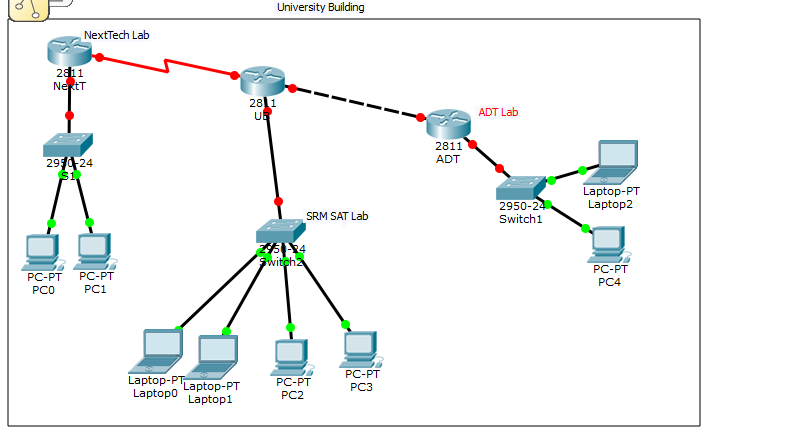 University Building
NextTech Lab
2811
NextT
2811
UB
ADT Lab
2811
ADT
2950-24
S1
2950-24
Switch1
Laptop-PT
Laptop2
SRM SAT Lab
2950-24
Switch2
PC-PT
PC0
PC-PT
PC1
PC-PT
PC4
Laptop-PT
Laptop0
Laptop-PT
Laptop1
PC-PT
PC2
PC-PT
PC3